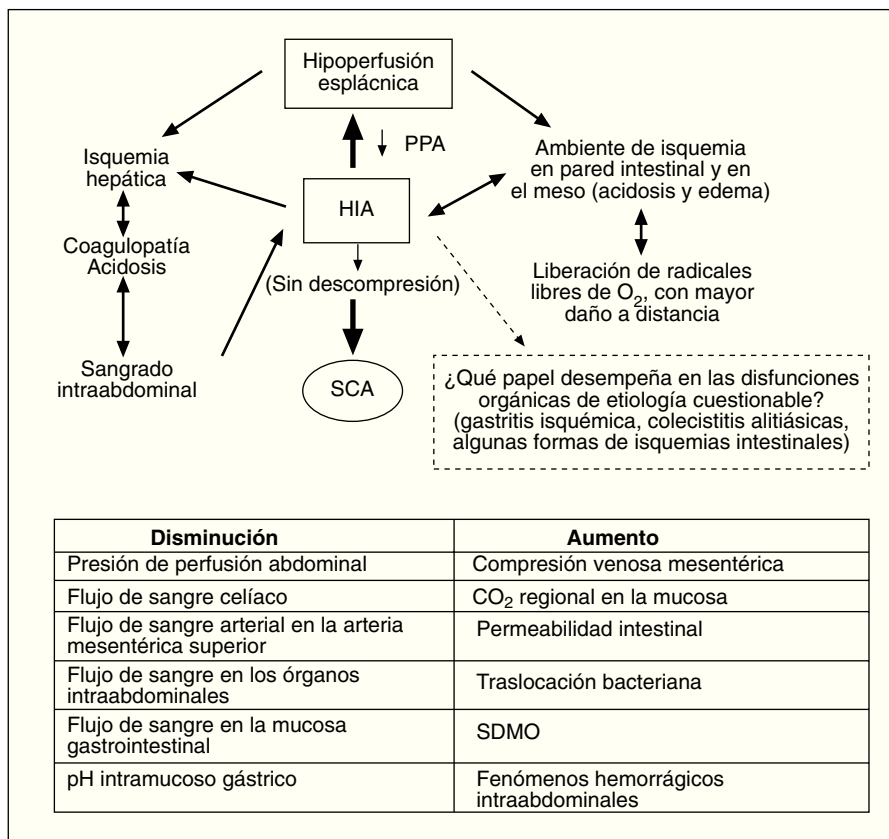 Hipoperfusión
esplácnica
PPA
Isquemia
hepática
HIA
Ambiente de isquemia
en pared intestinal y en
el meso (acidosis y edema)
Coagulopatía
Acidosis
(Sin descompresión)
Liberación de radicales
libres de O2, con mayor
daño a distancia
Sangrado
intraabdominal
SCA
¿Qué papel desempeña en las disfunciones
orgánicas de etiología cuestionable?
(gastritis isquémica, colecistitis alitiásicas,
algunas formas de isquemias intestinales)
Disminución
Aumento
Presión de perfusión abdominal
Compresión venosa mesentérica
Flujo de sangre celíaco
CO2 regional en la mucosa
Flujo de sangre arterial en la arteria
mesentérica superior
Permeabilidad intestinal
Flujo de sangre en los órganos
intraabdominales
Traslocación bacteriana
Flujo de sangre en la mucosa
gastrointestinal
SDMO
pH intramucoso gástrico
Fenómenos hemorrágicos
intraabdominales